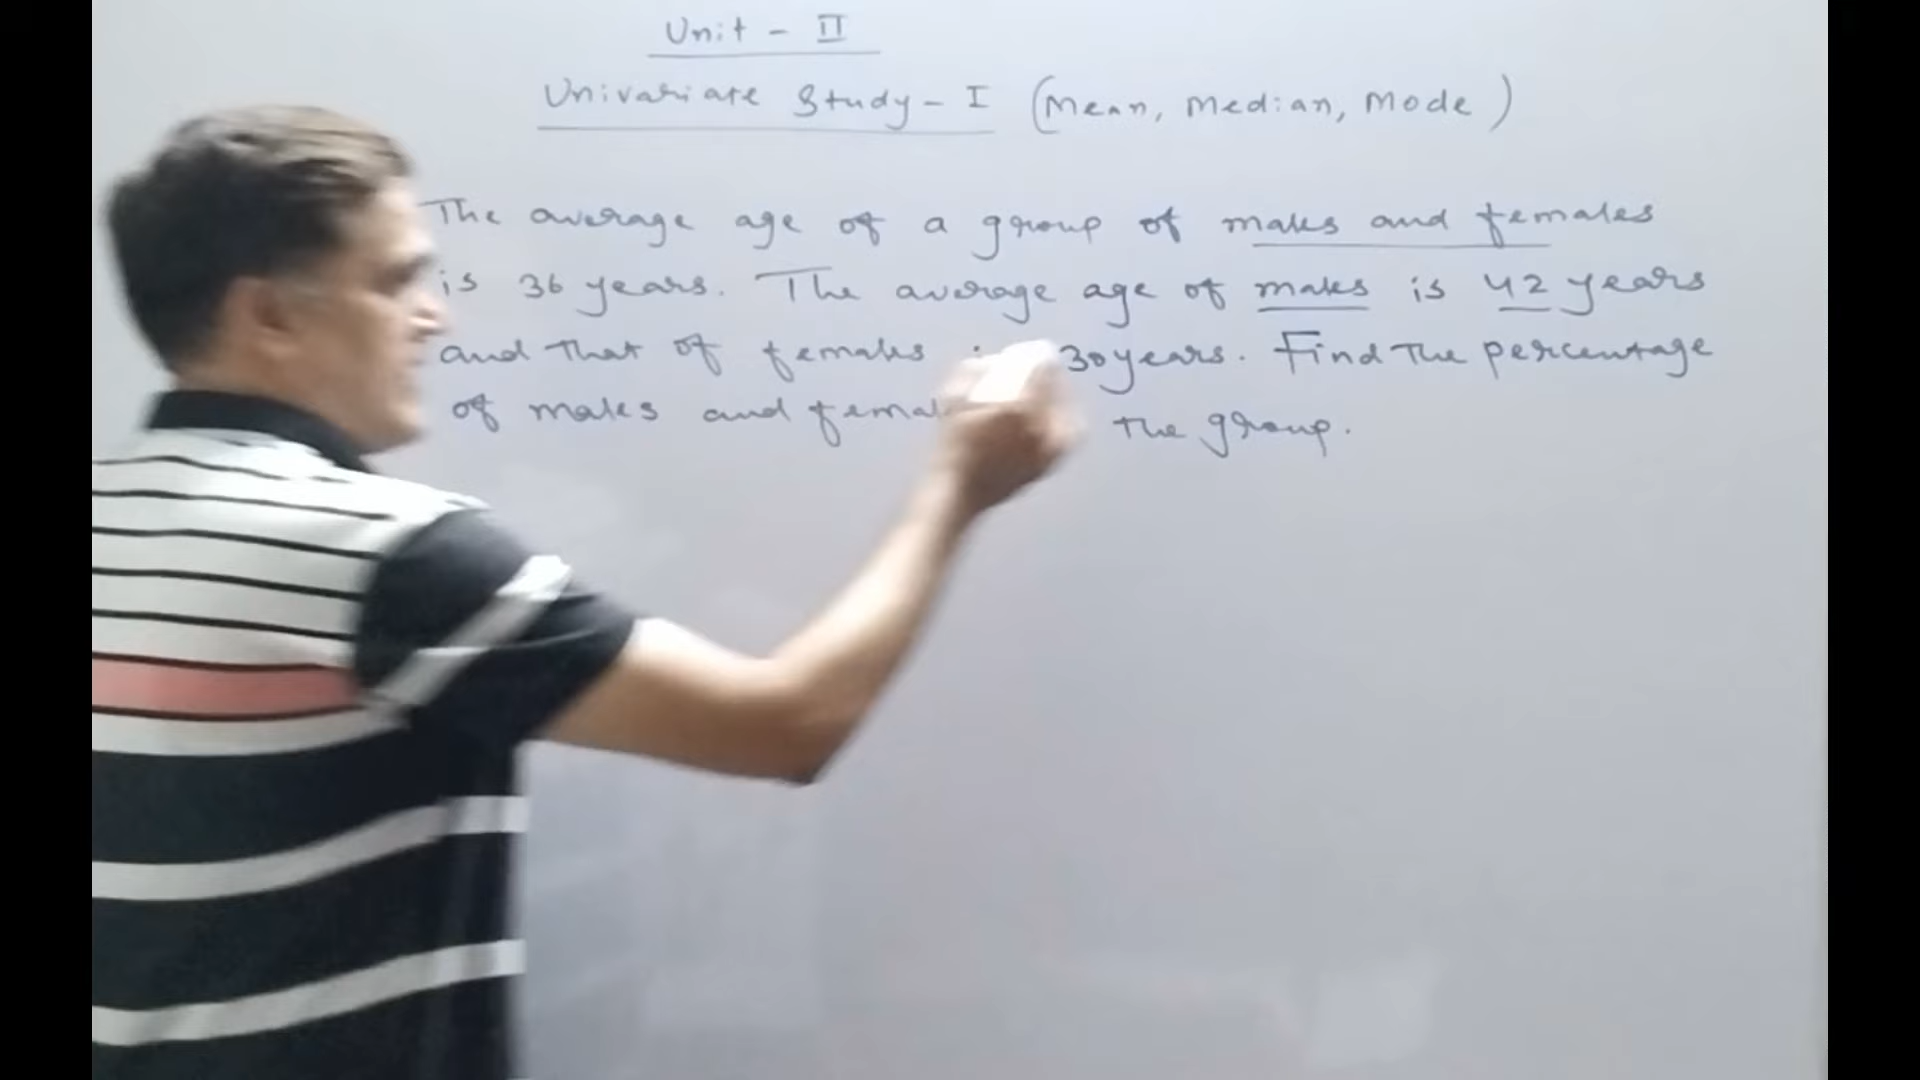 Unit - II
Univariate Study - I (Mean, Median, Mode)
The average age of a group of males and females
is 36 years. The average age of males is 42 years
and that of females 30 years. Find the percentage
of males and the group.